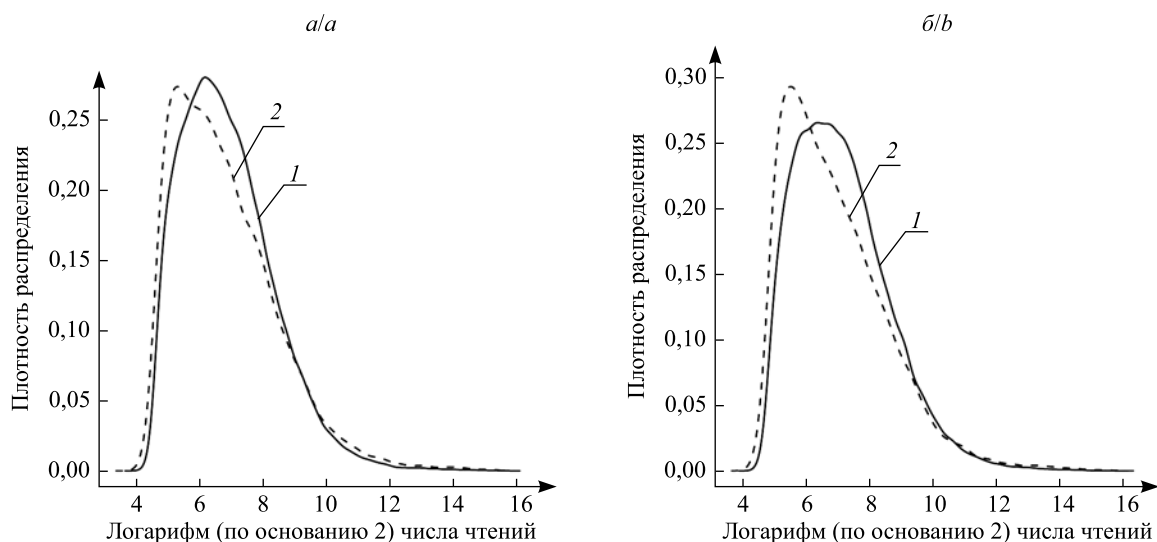 а/a
Плотность распределения
0,25
0,20
0,15
0,10
0,05
0,00
2
1
4 6 8 10 12 14 16
Логарифм (по основанию 2) числа чтений
б/b
Плотность распределения
0,30
0,25
0,20
0,15
0,10
0,05
0,00
2
1
4 6 8 10 12 14 16
Логарифм (по основанию 2) числа чтений